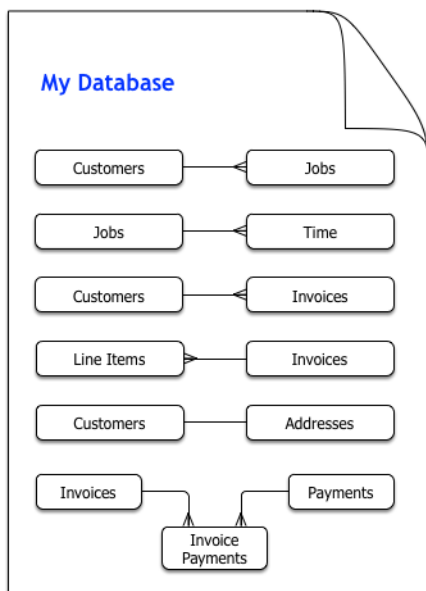 My Database
Customers Jobs
Jobs Time
Customers Invoices
Line Items Invoices
Customers Addresses
Invoices Payments
Invoice
Payments